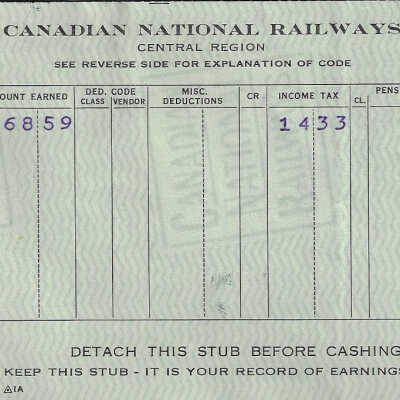 CANADIAN NATIONAL RAILWAYS
CENTRAL REGION
SEE REVERSE SIDE FOR EXPLANATION OF CODE
OUNT EARNED DED. CODE MISC. CR INCOME TAX CL. PENS
CLASS VENDOR DEDUCTIONS
68 59 14 33
DETACH THIS STUB BEFORE CASHING
KEEP THIS STUB - IT IS YOUR RECORD OF EARNINGS
1A